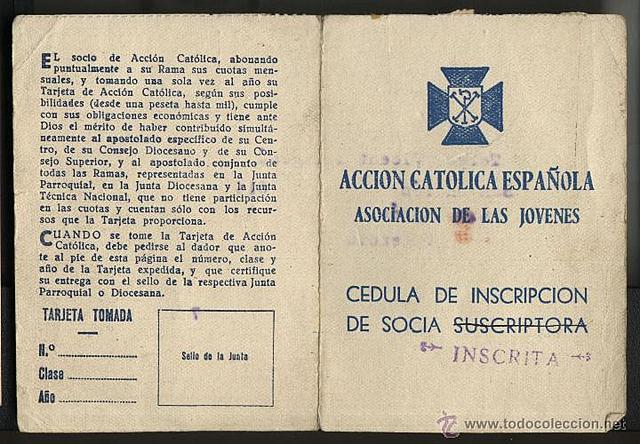 EL socio de Acción Católica, abonando
puntualmente a su Rama sus cuotas men-
suales, y tomando una sola vez al año su
Tarjeta de Acción Católica, según sus posi-
bilidades (desde una peseta hasta mil), cumple
con sus obligaciones económicas y tiene ante
Dios el mérito de haber contribuido simultá-
neamente al apostolado específico de su Cen-
tro, de su Consejo Diocesano y de su Con-
sejo Superior, y al apostolado conjunto de
todas las Ramas, representadas en la Junta
Parroquial, en la Junta Diocesana y la Junta
Técnica Nacional, que no tiene participación
en las cuotas y cuentan sólo con los recur-
sos que la Tarjeta proporciona.
CUANDO se tome la Tarjeta de Acción
Católica, debe pedirse al dador que ano-
te al pie de esta página el número, clase y
año de la Tarjeta expedida, y que certifique
su entrega con el sello de la respectiva Junta
Parroquial o Diocesana.
TARJETA TOMADA
N.º
Clase
Año
Sello de la Junta
ACCION CATOLICA ESPAÑOLA
ASOCIACION DE LAS JOVENES
CEDULA DE INSCRIPCION
DE SOCIA SUSCRIPTORA
INSCRITA
www.todocoleccion.net